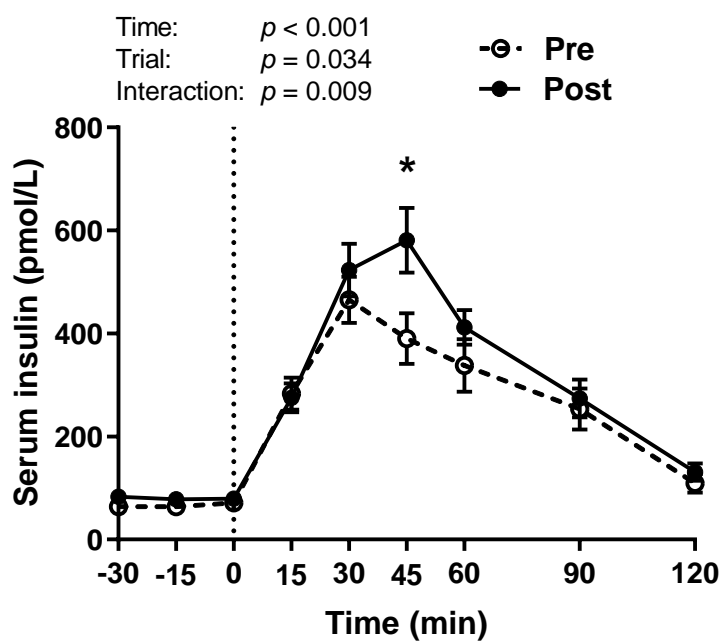 Time: p < 0.001
Trial: p = 0.034
Interaction: p = 0.009
Pre
Post
Serum insulin (pmol/L)
800
600
400
200
0
*
-30 -15 0 15 30 45 60 90 120
Time (min)